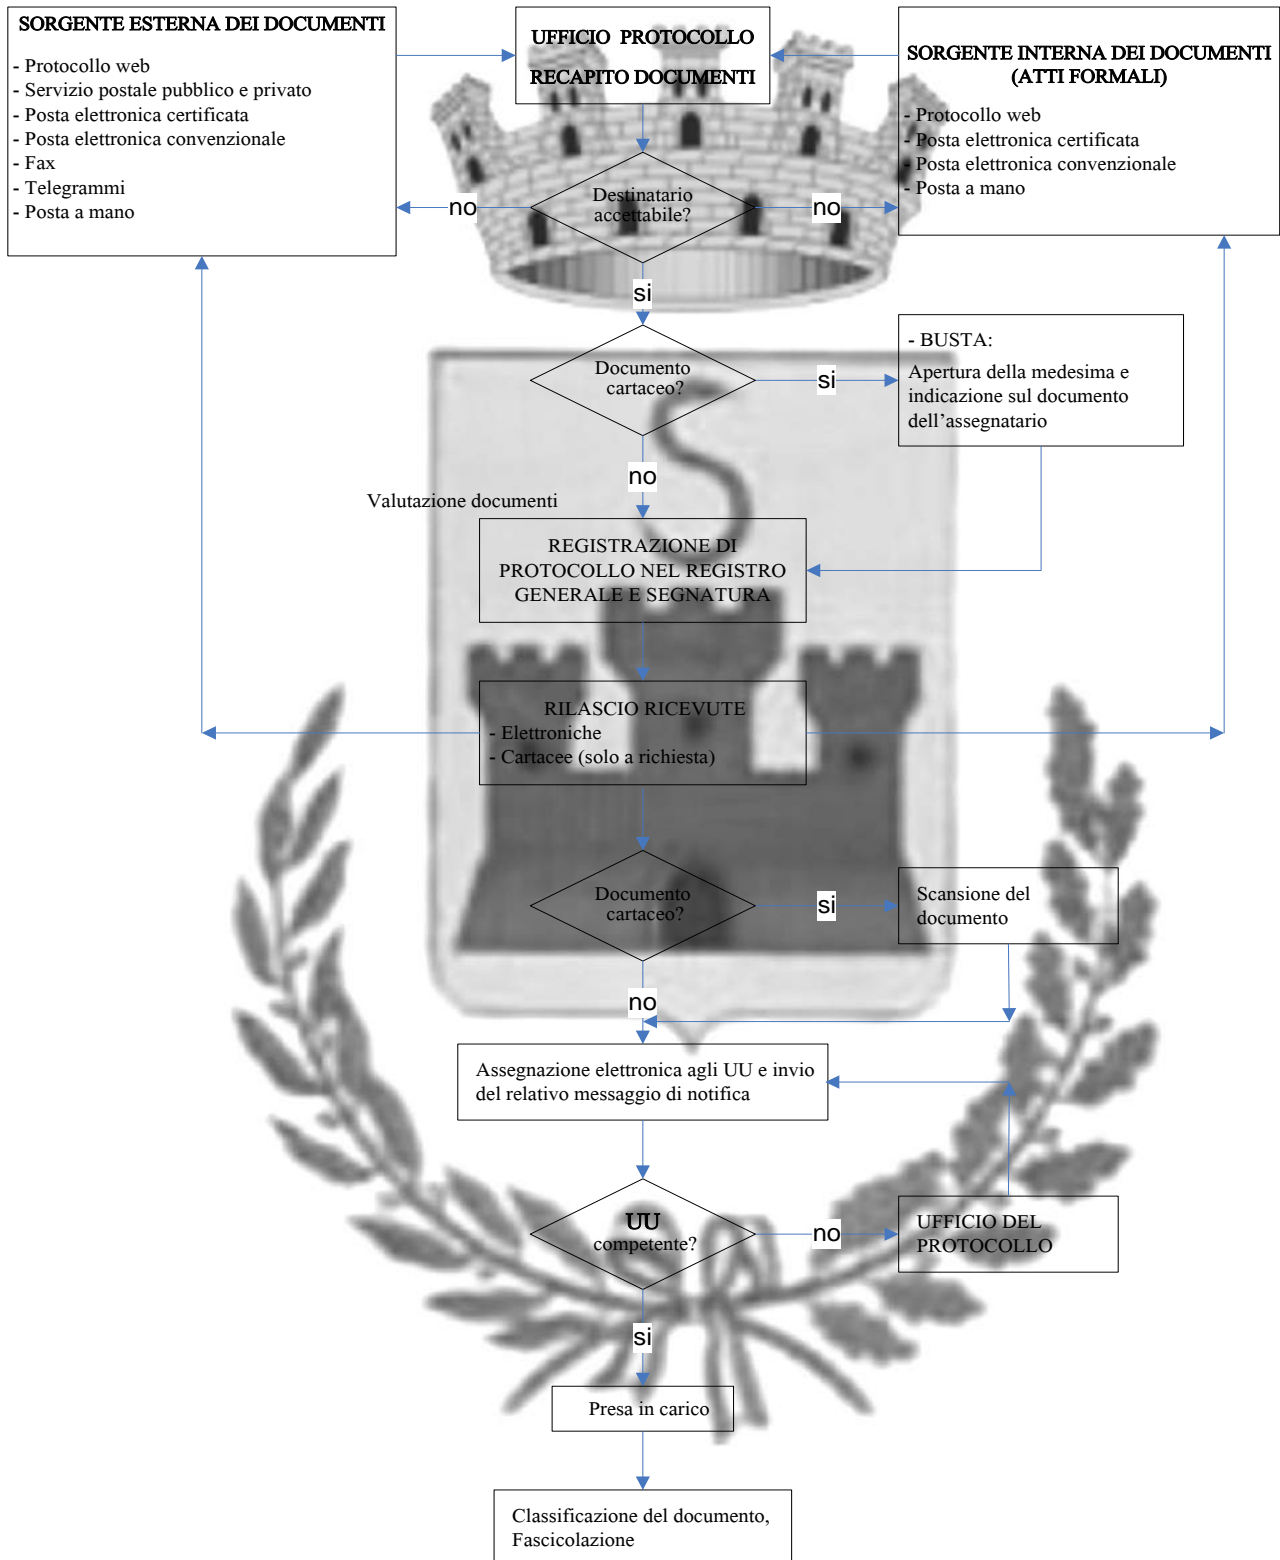 SORGENTE ESTERNA DEI DOCUMENTI
- Protocollo web
- Servizio postale pubblico e privato
- Posta elettronica certificata
- Posta elettronica convenzionale
- Fax
- Telegrammi
- Posta a mano
UFFICIO PROTOCOLLO
RECAPITO DOCUMENTI
SORGENTE INTERNA DEI DOCUMENTI
(ATTI FORMALI)
- Protocollo web
- Posta elettronica certificata
- Posta elettronica convenzionale
- Posta a mano
no
Destinatario
accettabile?
no
si
Documento
cartaceo?
si
- BUSTA:
Apertura della medesima e
indicazione sul documento
dell'assegnatario
no
Valutazione documenti
REGISTRAZIONE DI
PROTOCOLLO NEL REGISTRO
GENERALE E SEGNATURA
RILASCIO RICEVUTE
- Elettroniche
- Cartacee (solo a richiesta)
Documento
cartaceo?
si
Scansione del
documento
no
Assegnazione elettronica agli UU e invio
del relativo messaggio di notifica
UU
competente?
no
UFFICIO DEL
PROTOCOLLO
si
Presa in carico
Classificazione del documento,
Fascicolazione